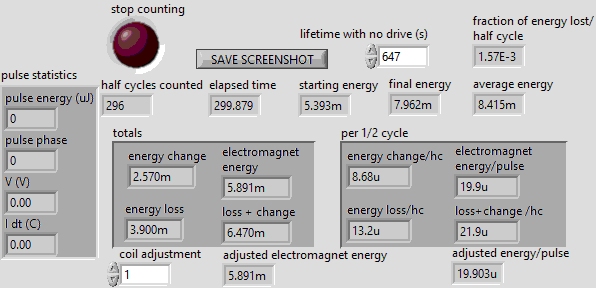 stop counting
lifetime with no drive (s)
fraction of energy lost/
half cycle
SAVE SCREENSHOT
647
1.57E-3
pulse statistics
half cycles counted
elapsed time
starting energy
final energy
average energy
296
299.879
5.393m
7.962m
8.415m
pulse energy (uJ)
0
pulse phase
0
V (V)
0.00
I dt (C)
0.00
totals
energy change
2.570m
electromagnet
energy
5.891m
energy loss
3.900m
loss + change
6.470m
per 1/2 cycle
energy change/hc
8.68u
electromagnet
energy/pulse
19.9u
energy loss/hc
13.2u
loss+change /hc
21.9u
coil adjustment
1
adjusted electromagnet energy
5.891m
adjusted energy/pulse
19.903u